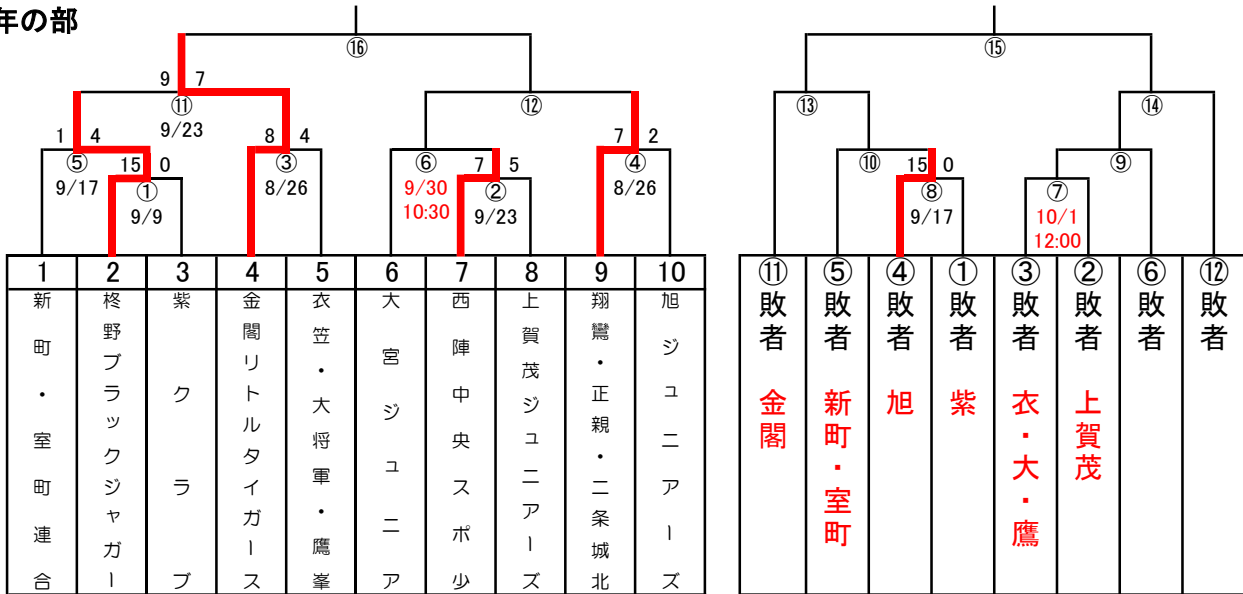 年の部
⑯
⑮
9 7
⑪
9/23
⑫
⑬
⑭
1 4
⑤
9/17
8 4
③
8/26
⑥
9/30
10:30
7 2
④
8/26
⑩
⑨
15 0
①
9/9
7 5
②
9/23
15 0
⑧
9/17
⑦
10/1
12:00
1 2 3 4 5 6 7 8 9 10
新町・室町連合
柊野ブラックジャガー
紫クラブ
金閣リトルタイガース
衣笠・大将軍・鷹峯
大宮ジュニア
西陣中央スポ少
上賀茂ジュニアーズ
翔鸞・正親・二条城北
旭ジュニアーズ
⑪敗者 金閣
⑤敗者 新町・室町
④敗者 旭
①敗者 紫
③敗者 衣・大・鷹
②敗者 上賀茂
⑥敗者
⑫敗者